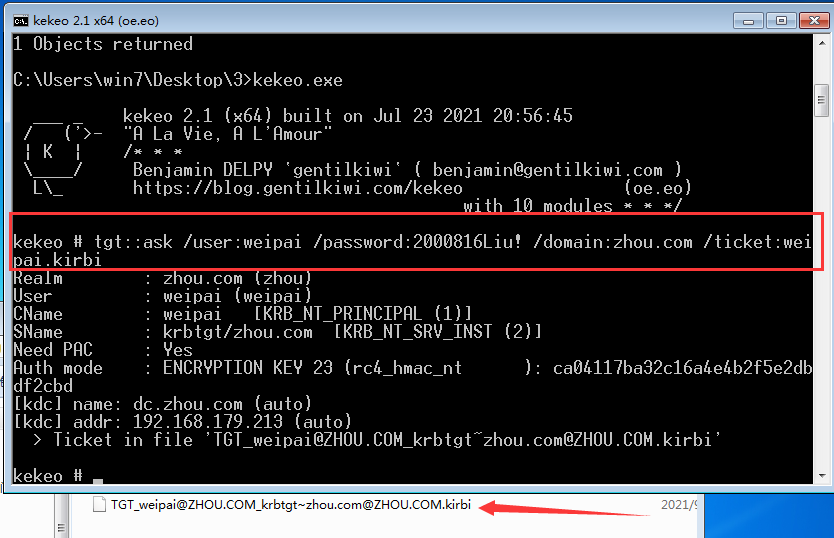 kekeo 2.1 x64 (oe.eo)
1 Objects returned
C:\Users\win7\Desktop\3>kekeo.exe
  ___ _     kekeo 2.1 (x64) built on Jul 23 2021 20:56:45
 /   ('>-   "A La Vie, A L'Amour"
 | K  |     /* * *
 \____/      Benjamin DELPY `gentilkiwi` ( benjamin@gentilkiwi.com )
  L\_        https://blog.gentilkiwi.com/kekeo                (oe.eo)
                                             with 10 modules * * */
kekeo # tgt::ask /user:weipai /password:2000816Liu! /domain:zhou.com /ticket:wei
pai.kirbi
Realm        : zhou.com (zhou)
User         : weipai (weipai)
CName        : weipai   [KRB_NT_PRINCIPAL (1)]
SName        : krbtgt/zhou.com  [KRB_NT_SRV_INST (2)]
Need PAC     : Yes
Auth mode    : ENCRYPTION KEY 23 (rc4_hmac_nt      ): ca04117ba32c16a4e4b2f5e2db
df2cbd
[kdc] name: dc.zhou.com (auto)
[kdc] addr: 192.168.179.213 (auto)
  > Ticket in file 'TGT_weipai@ZHOU.COM_krbtgt~zhou.com@ZHOU.COM.kirbi'
kekeo #
TGT_weipai@ZHOU.COM_krbtgt~zhou.com@ZHOU.COM.kirbi 2021/9